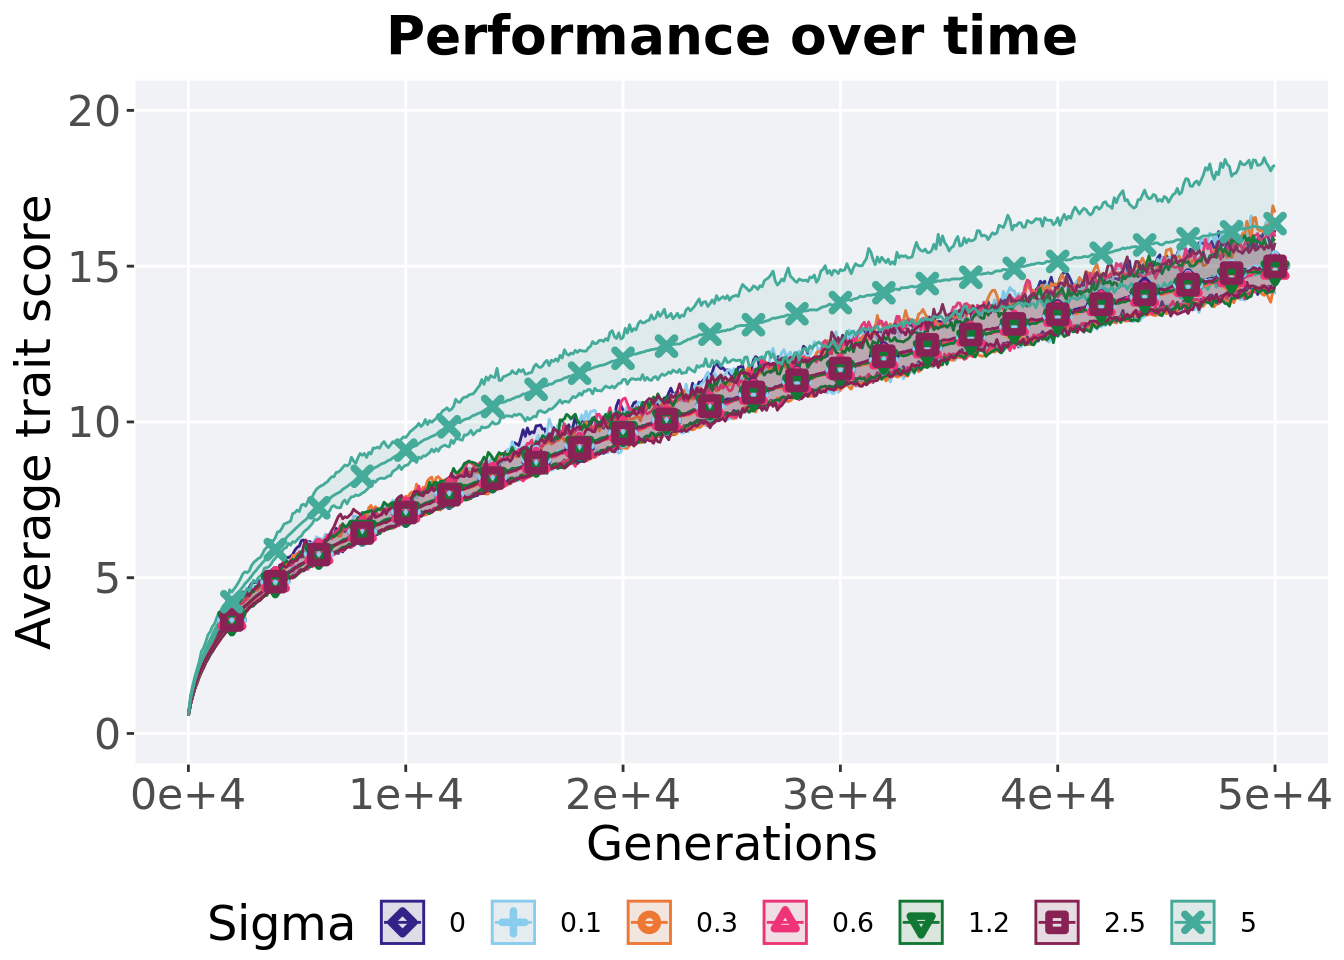 Performance over time
Average trait score
20
15
10
5
0
0e+4 1e+4 2e+4 3e+4 4e+4 5e+4
Generations
Sigma 0 0.1 0.3 0.6 1.2 2.5 5